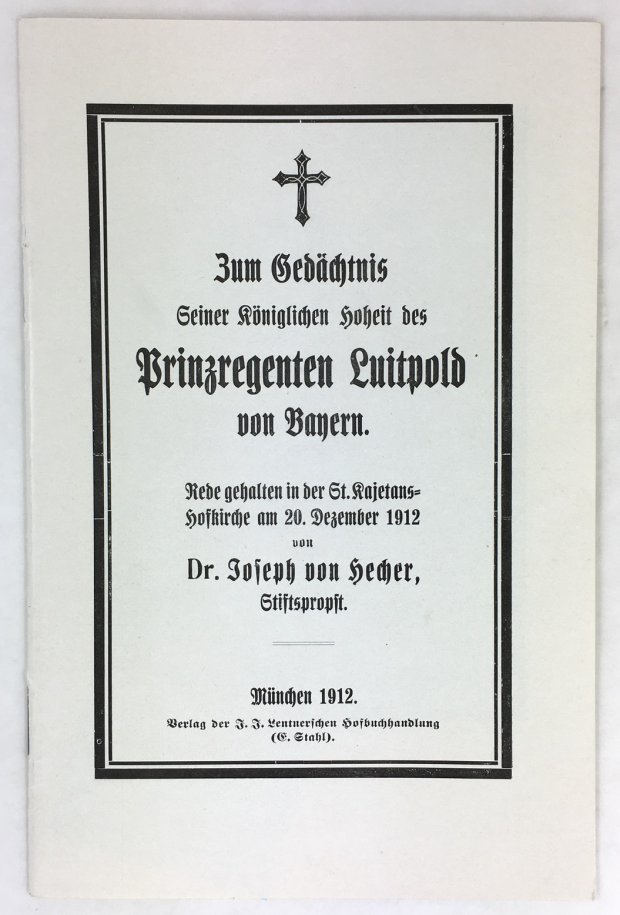 Zum Gedächtnis
Seiner Königlichen Hoheit des
Prinzregenten Luitpold
von Bayern.
Rede gehalten in der St. Kajetans-
Hofkirche am 20. Dezember 1912
von
Dr. Joseph von Hecher,
Stiftspropst.
München 1912.
Verlag der J. J. Lentnerschen Hofbuchhandlung
(E. Stahl).